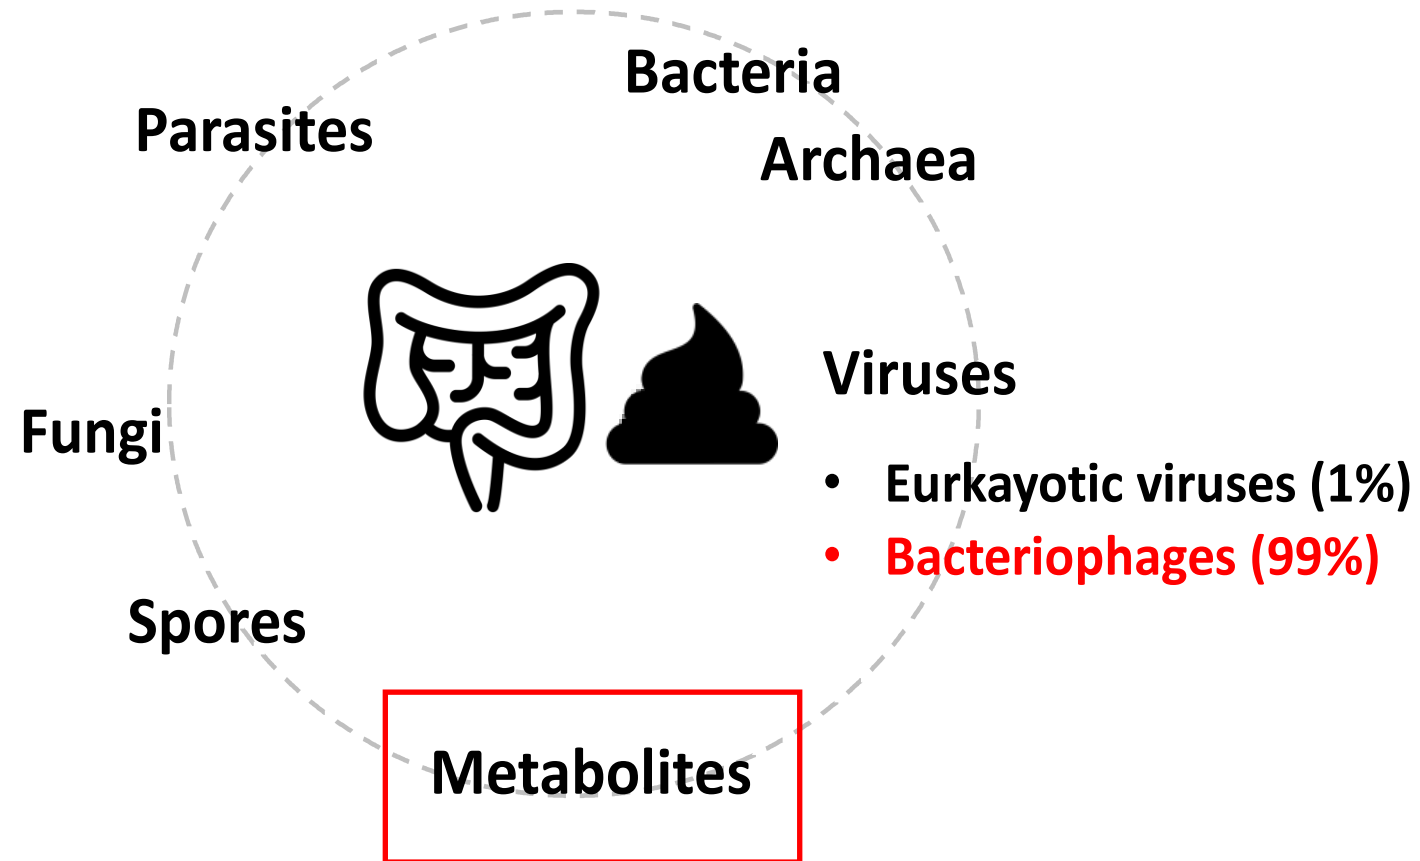 Bacteria
Parasites
Archaea
Viruses
Fungi
• Eurkayotic viruses (1%)
• Bacteriophages (99%)
Spores
Metabolites